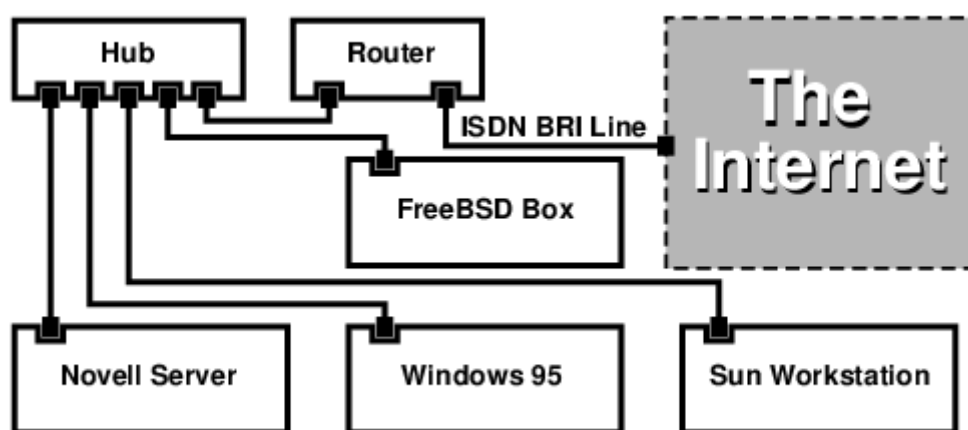 Hub
Router
The
Internet
ISDN BRI Line
FreeBSD Box
Novell Server
Windows 95
Sun Workstation